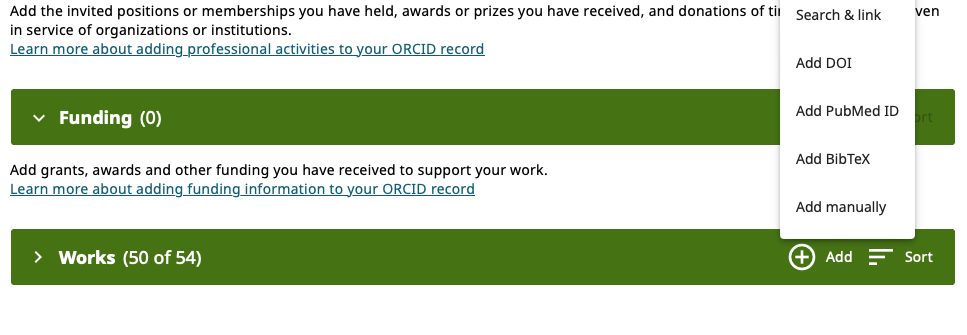 Add the invited positions or memberships you have held, awards or prizes you have received, and donations of
in service of organizations or institutions.
Learn more about adding professional activities to your ORCID record
Search & link
Add DOI
Add PubMed ID
Add BibTeX
Add manually
Funding (0)
Add grants, awards and other funding you have received to support your work.
Learn more about adding funding information to your ORCID record
Works (50 of 54)
Add
Sort